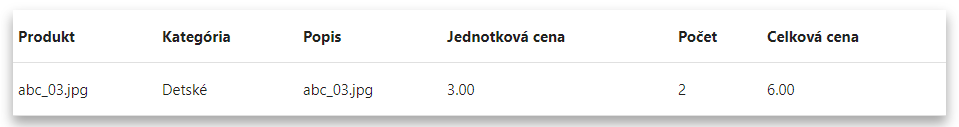 Produkt Kategória Popis Jednotková cena Počet Celková cena
abc_03.jpg Detské abc_03.jpg 3.00 2 6.00